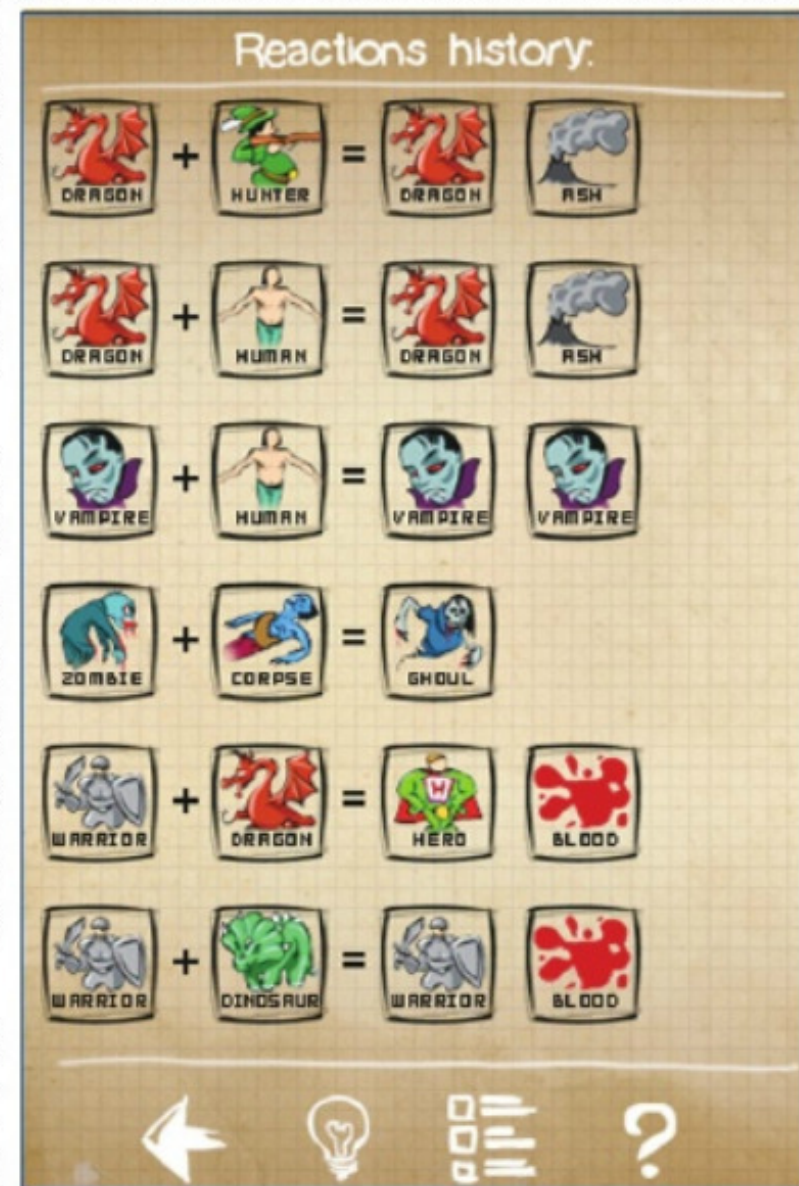 Reactions history:
DRAGON + HUNTER = DRAGON ASH
DRAGON + HUMAN = DRAGON ASH
VAMPIRE + HUMAN = VAMPIRE VAMPIRE
ZOMBIE + CORPSE = GHOUL
WARRIOR + DRAGON = HERO BLOOD
H
WARRIOR + DINOSAUR = WARRIOR BLOOD
?